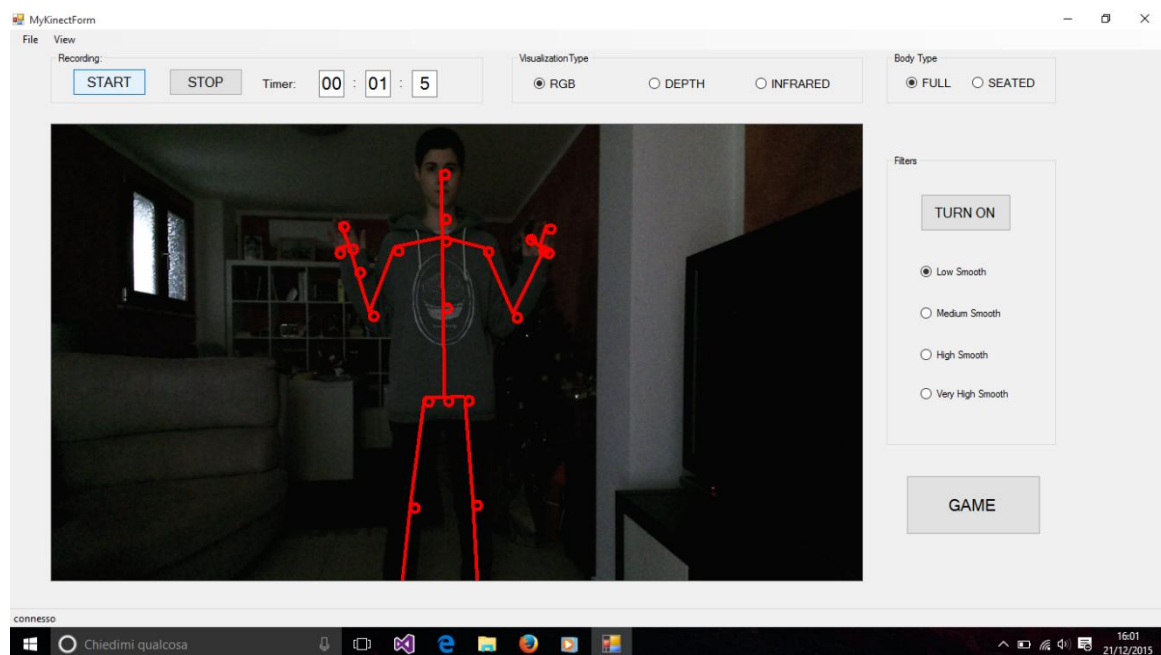 MyKinectForm
File View
Recording:
START STOP Timer: 00 : 01 : 5
Visualization Type
RGB DEPTH INFRARED
Body Type
FULL SEATED
Filters
TURN ON
Low Smooth
Medium Smooth
High Smooth
Very High Smooth
GAME
connesso
Chiedimi qualcosa
16:01
21/12/2015